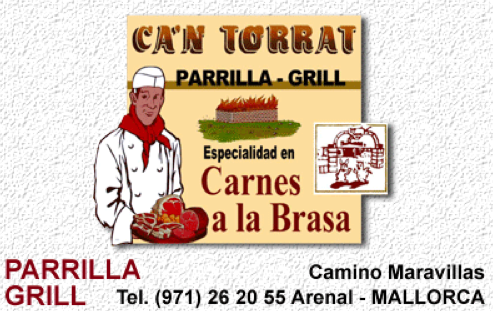 CA'N TORRAT
PARRILLA - GRILL
Especialidad en
Carnes
a la Brasa
PARRILLA
GRILL
Camino Maravillas
Tel. (971) 26 20 55 Arenal - MALLORCA